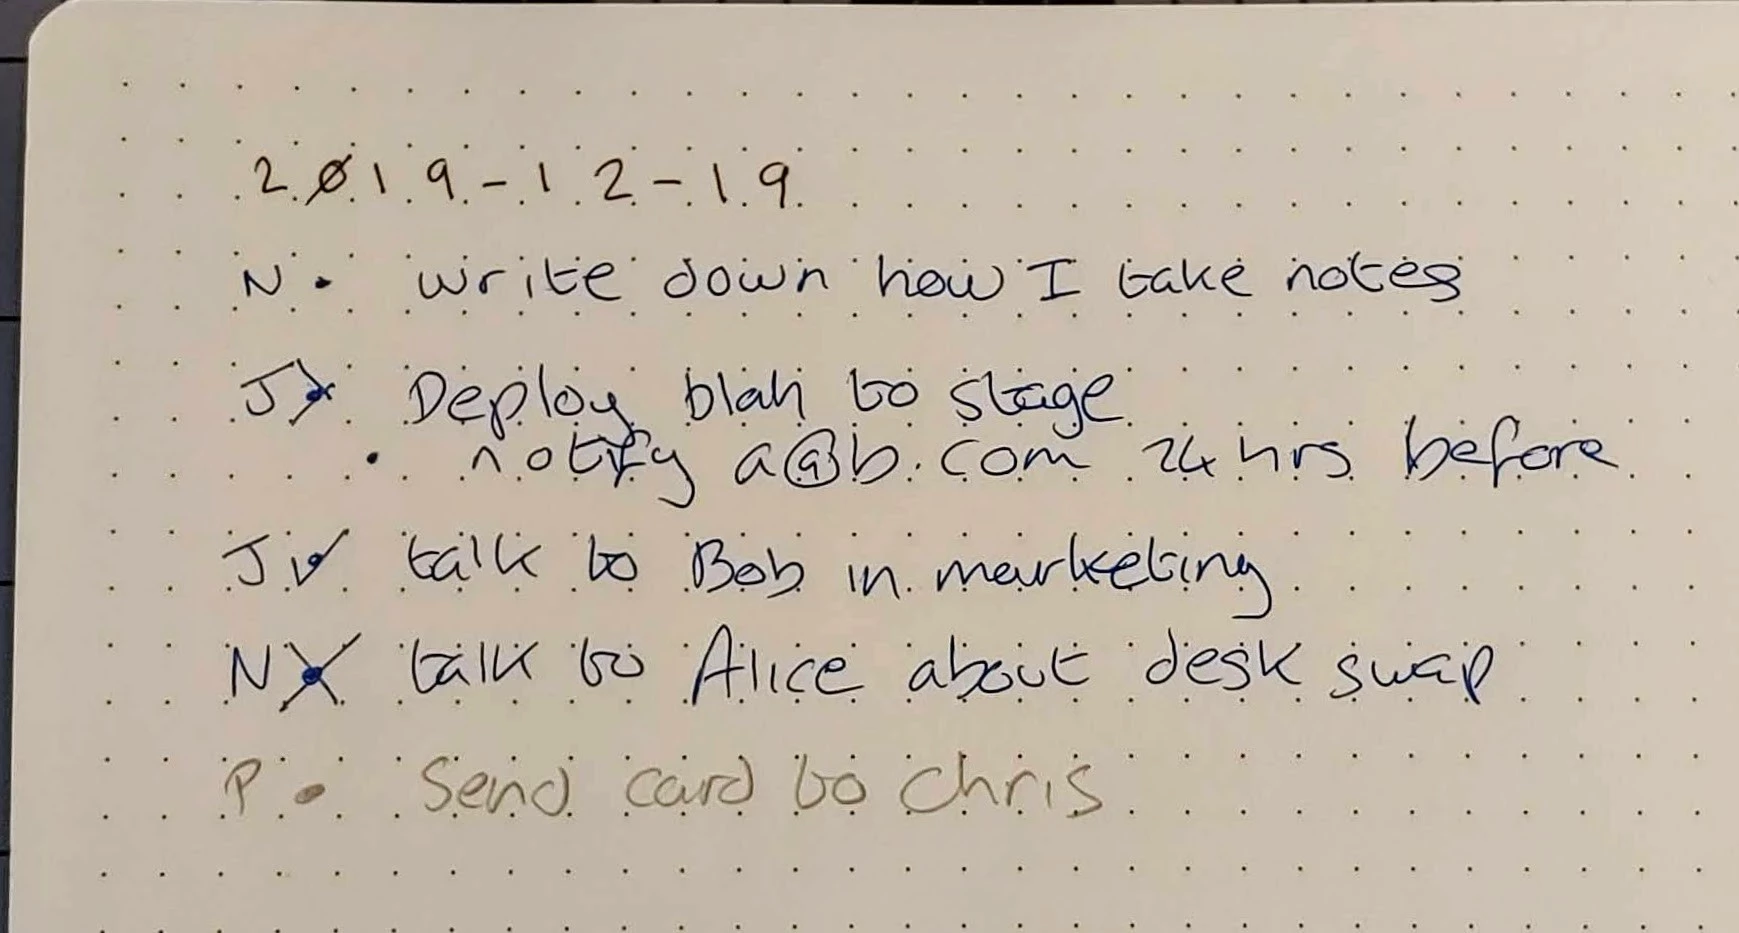 2019-12-19
N • write down how I take notes
J > Deploy blah to stage
• notify a@b.com 24 hrs before
J ✓ talk to Bob in marketing
N X talk to Alice about desk swap
P • Send card to Chris